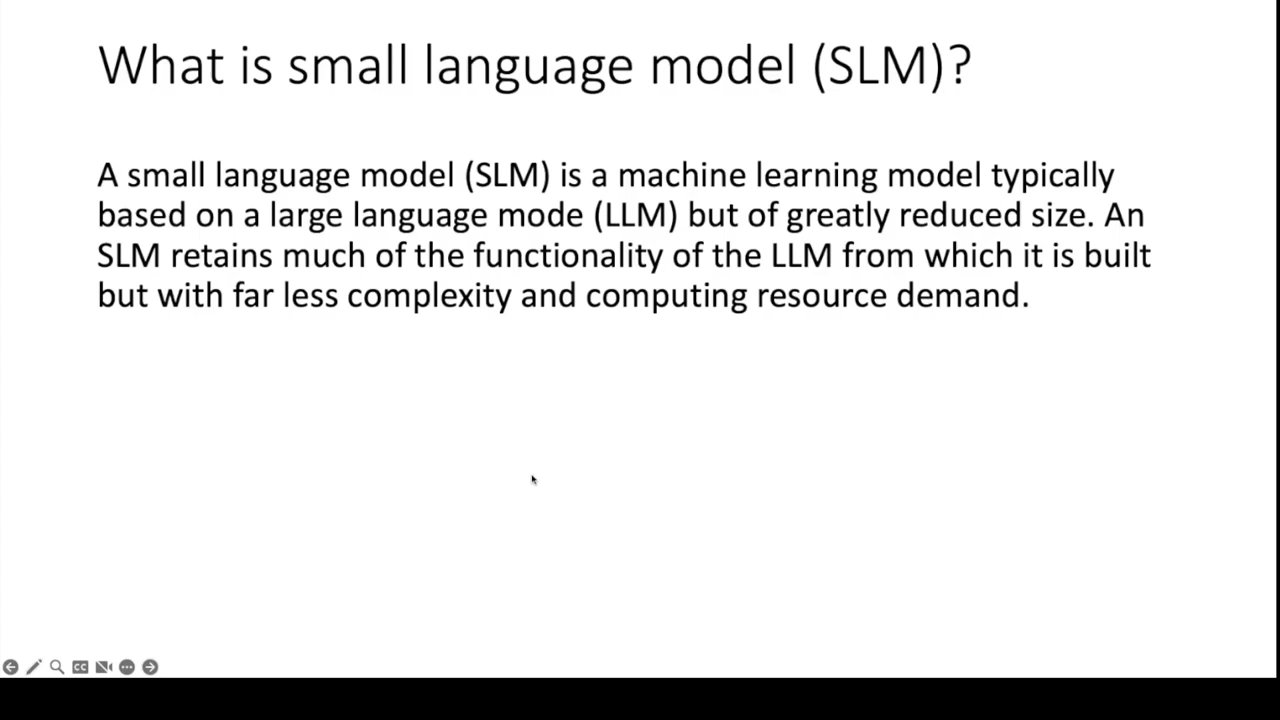 What is small language model (SLM)?
A small language model (SLM) is a machine learning model typically
based on a large language mode (LLM) but of greatly reduced size. An
SLM retains much of the functionality of the LLM from which it is built
but with far less complexity and computing resource demand.
CC